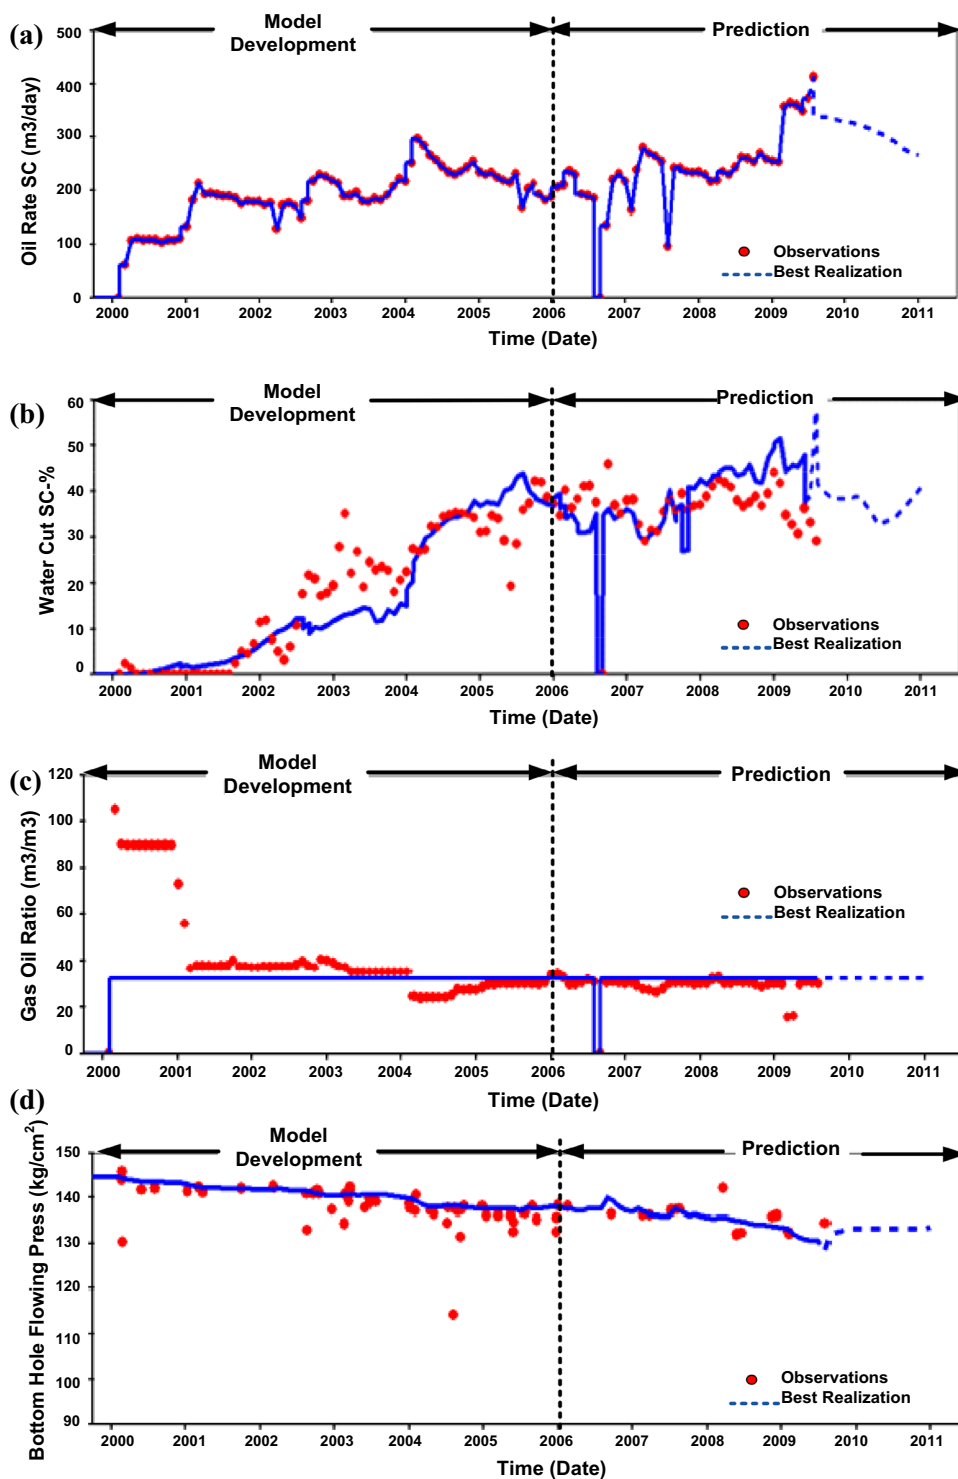 (a)
Model
Development
Prediction
Oil Rate SC (m3/day)
500
400
300
200
100
0
Observations
Best Realization
2000 2001 2002 2003 2004 2005 2006 2007 2008 2009 2010 2011
Time (Date)
(b)
Model
Development
Prediction
Water Cut SC-%
60
50
40
30
20
10
0
Observations
Best Realization
2000 2001 2002 2003 2004 2005 2006 2007 2008 2009 2010 2011
Time (Date)
(c)
Model
Development
Prediction
Gas Oil Ratio (m3/m3)
120
100
80
60
40
20
0
Observations
Best Realization
2000 2001 2002 2003 2004 2005 2006 2007 2008 2009 2010 2011
Time (Date)
(d)
Model
Development
Prediction
Bottom Hole Flowing Press (kg/cm²)
150
140
130
120
110
100
90
Observations
Best Realization
2000 2001 2002 2003 2004 2005 2006 2007 2008 2009 2010 2011
Time (Date)